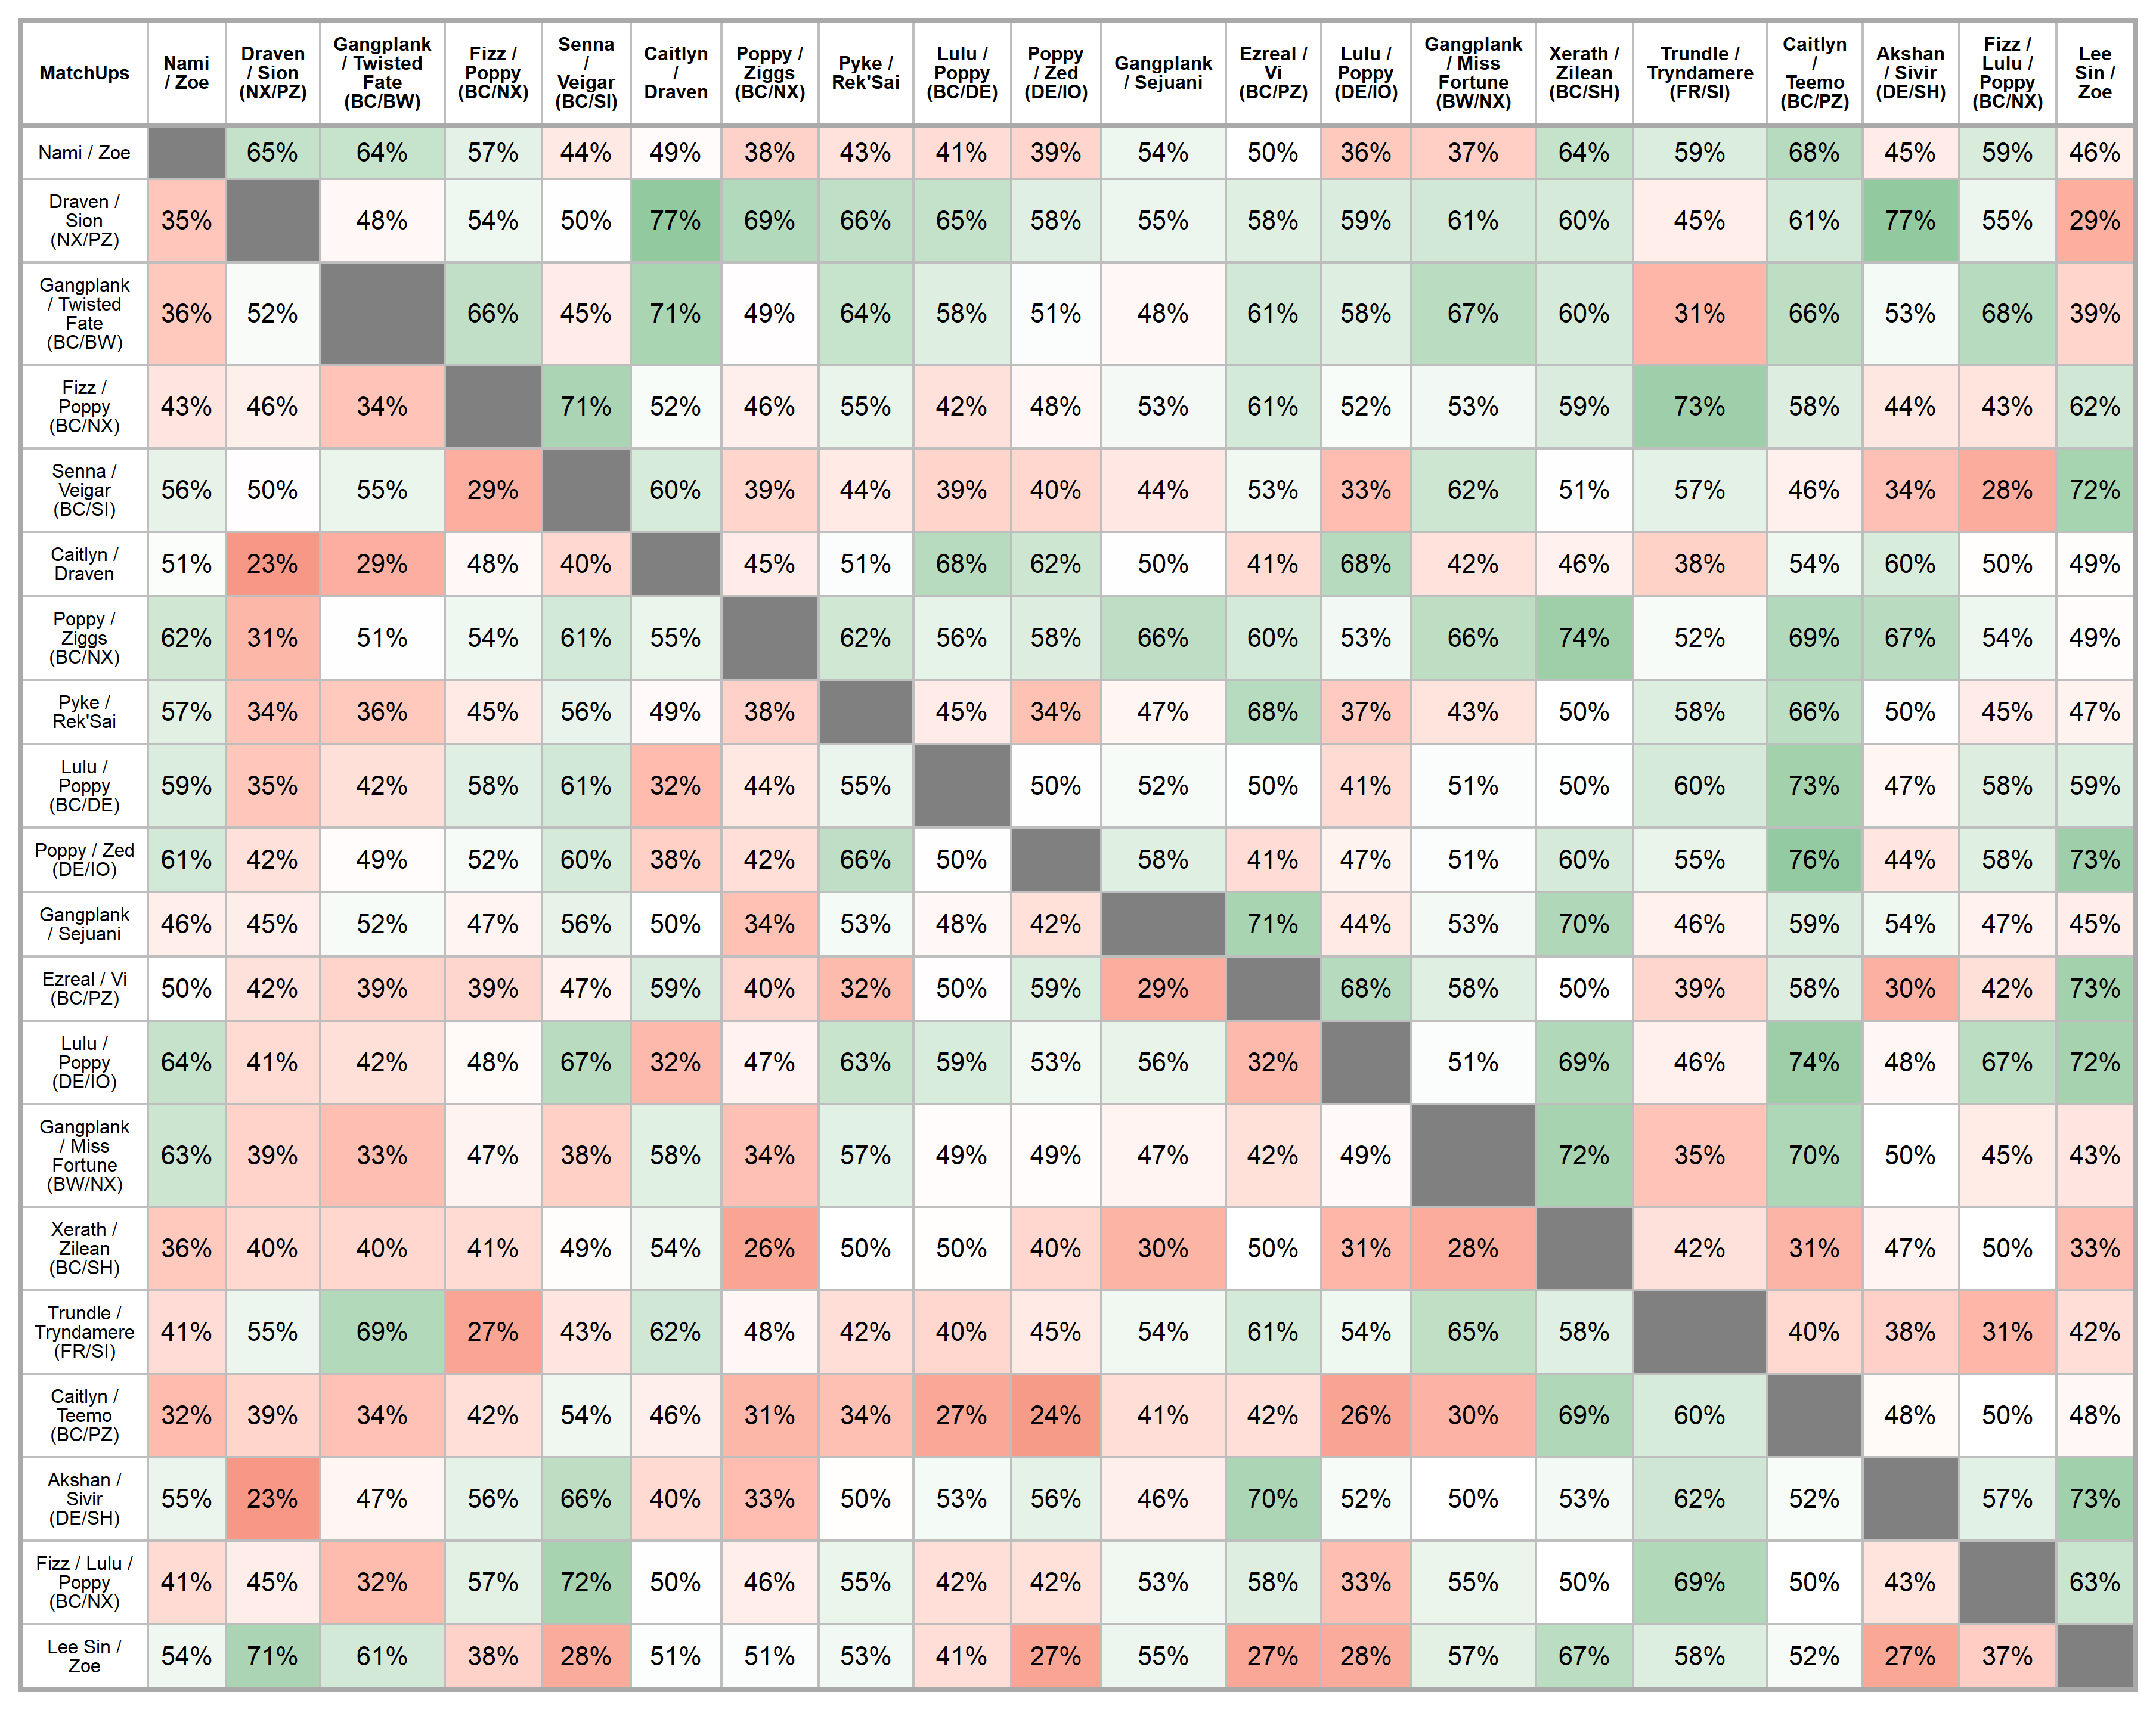 MatchUps Nami / Zoe Draven / Sion (NX/PZ) Gangplank / Twisted Fate (BC/BW) Fizz / Poppy (BC/NX) Senna / Veigar (BC/SI) Caitlyn / Draven Poppy / Ziggs (BC/NX) Pyke / Rek'Sai Lulu / Poppy (BC/DE) Poppy / Zed (DE/IO) Gangplank / Sejuani Ezreal / Vi (BC/PZ) Lulu / Poppy (DE/IO) Gangplank / Miss Fortune (BW/NX) Xerath / Zilean (BC/SH) Trundle / Tryndamere (FR/SI) Caitlyn / Teemo (BC/PZ) Akshan / Sivir (DE/SH) Fizz / Lulu / Poppy (BC/NX) Lee Sin / Zoe
Nami / Zoe 65% 64% 57% 44% 49% 38% 43% 41% 39% 54% 50% 36% 37% 64% 59% 68% 45% 59% 46%
Draven / Sion (NX/PZ) 35% 48% 54% 50% 77% 69% 66% 65% 58% 55% 58% 59% 61% 60% 45% 61% 77% 55% 29%
Gangplank / Twisted Fate (BC/BW) 36% 52% 66% 45% 71% 49% 64% 58% 51% 48% 61% 58% 67% 60% 31% 66% 53% 68% 39%
Fizz / Poppy (BC/NX) 43% 46% 34% 71% 52% 46% 55% 42% 48% 53% 61% 52% 53% 59% 73% 58% 44% 43% 62%
Senna / Veigar (BC/SI) 56% 50% 55% 29% 60% 39% 44% 39% 40% 44% 53% 33% 62% 51% 57% 46% 34% 28% 72%
Caitlyn / Draven 51% 23% 29% 48% 40% 45% 51% 68% 62% 50% 41% 68% 42% 46% 38% 54% 60% 50% 49%
Poppy / Ziggs (BC/NX) 62% 31% 51% 54% 61% 55% 62% 56% 58% 66% 60% 53% 66% 74% 52% 69% 67% 54% 49%
Pyke / Rek'Sai 57% 34% 36% 45% 56% 49% 38% 45% 34% 47% 68% 37% 43% 50% 58% 66% 50% 45% 47%
Lulu / Poppy (BC/DE) 59% 35% 42% 58% 61% 32% 44% 55% 50% 52% 50% 41% 51% 50% 60% 73% 47% 58% 59%
Poppy / Zed (DE/IO) 61% 42% 49% 52% 60% 38% 42% 66% 50% 58% 41% 47% 51% 60% 55% 76% 44% 58% 73%
Gangplank / Sejuani 46% 45% 52% 47% 56% 50% 34% 53% 48% 42% 71% 44% 53% 70% 46% 59% 54% 47% 45%
Ezreal / Vi (BC/PZ) 50% 42% 39% 39% 47% 59% 40% 32% 50% 59% 29% 68% 58% 50% 39% 58% 30% 42% 73%
Lulu / Poppy (DE/IO) 64% 41% 42% 48% 67% 32% 47% 63% 59% 53% 56% 32% 51% 69% 46% 74% 48% 67% 72%
Gangplank / Miss Fortune (BW/NX) 63% 39% 33% 47% 38% 58% 34% 57% 49% 49% 47% 42% 49% 72% 35% 70% 50% 45% 43%
Xerath / Zilean (BC/SH) 36% 40% 40% 41% 49% 54% 26% 50% 50% 40% 30% 50% 31% 28% 42% 31% 47% 50% 33%
Trundle / Tryndamere (FR/SI) 41% 55% 69% 27% 43% 62% 48% 42% 40% 45% 54% 61% 54% 65% 58% 40% 38% 31% 42%
Caitlyn / Teemo (BC/PZ) 32% 39% 34% 42% 54% 46% 31% 34% 27% 24% 41% 42% 26% 30% 69% 60% 48% 50% 48%
Akshan / Sivir (DE/SH) 55% 23% 47% 56% 66% 40% 33% 50% 53% 56% 46% 70% 52% 50% 53% 62% 52% 57% 73%
Fizz / Lulu / Poppy (BC/NX) 41% 45% 32% 57% 72% 50% 46% 55% 42% 42% 53% 58% 33% 55% 50% 69% 50% 43% 63%
Lee Sin / Zoe 54% 71% 61% 38% 28% 51% 51% 53% 41% 27% 55% 27% 28% 57% 67% 58% 52% 27% 37%